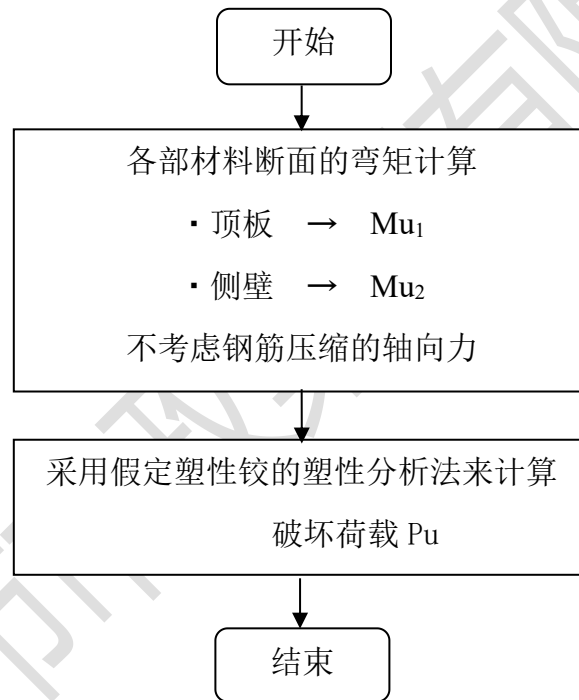 开始
各部材料断面的弯矩计算
▪顶板 → Mu₁
▪侧壁 → Mu₂
不考虑钢筋压缩的轴向力
采用假定塑性铰的塑性分析法来计算
破坏荷载 Pu
结束